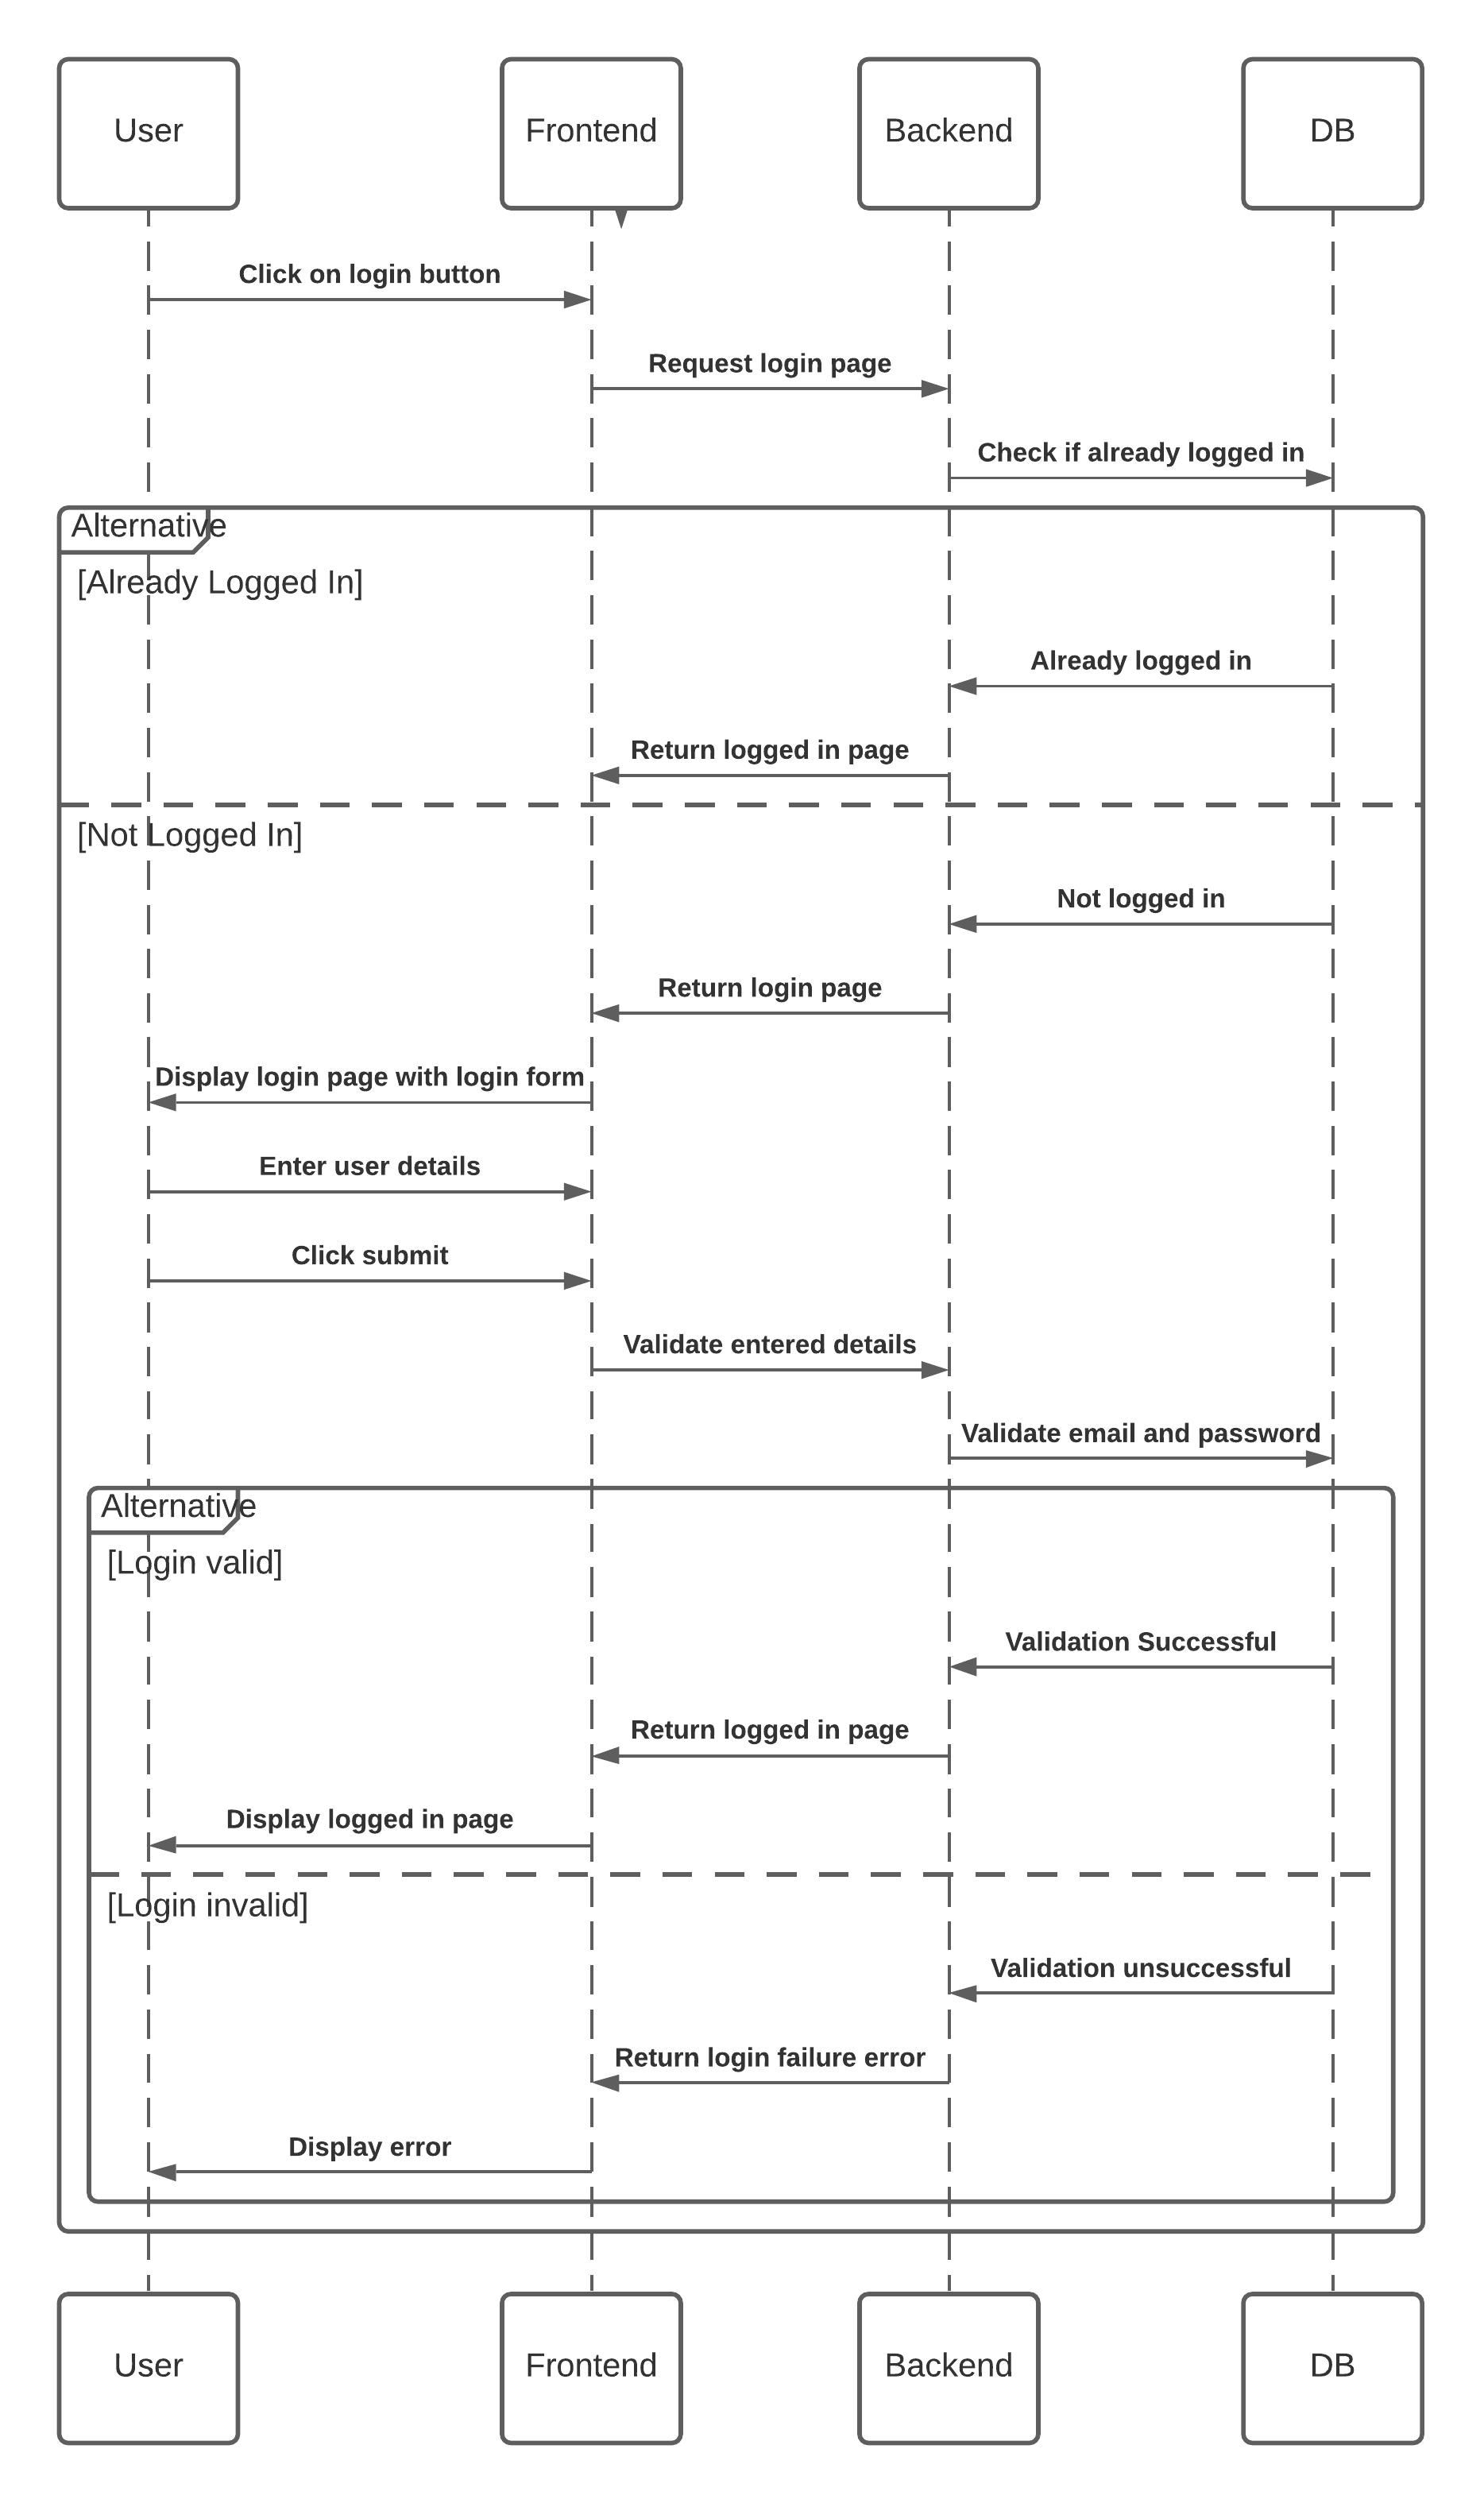 User
Frontend
Backend
DB
Click on login button
Request login page
Check if already logged in
Alternative
[Already Logged In]
Already logged in
Return logged in page
[Not Logged In]
Not logged in
Return login page
Display login page with login form
Enter user details
Click submit
Validate entered details
Validate email and password
Alternative
[Login valid]
Validation Successful
Return logged in page
Display logged in page
[Login invalid]
Validation unsuccessful
Return login failure error
Display error
User
Frontend
Backend
DB